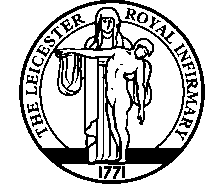 THE LEICESTER ROYAL INFIRMARY
1771